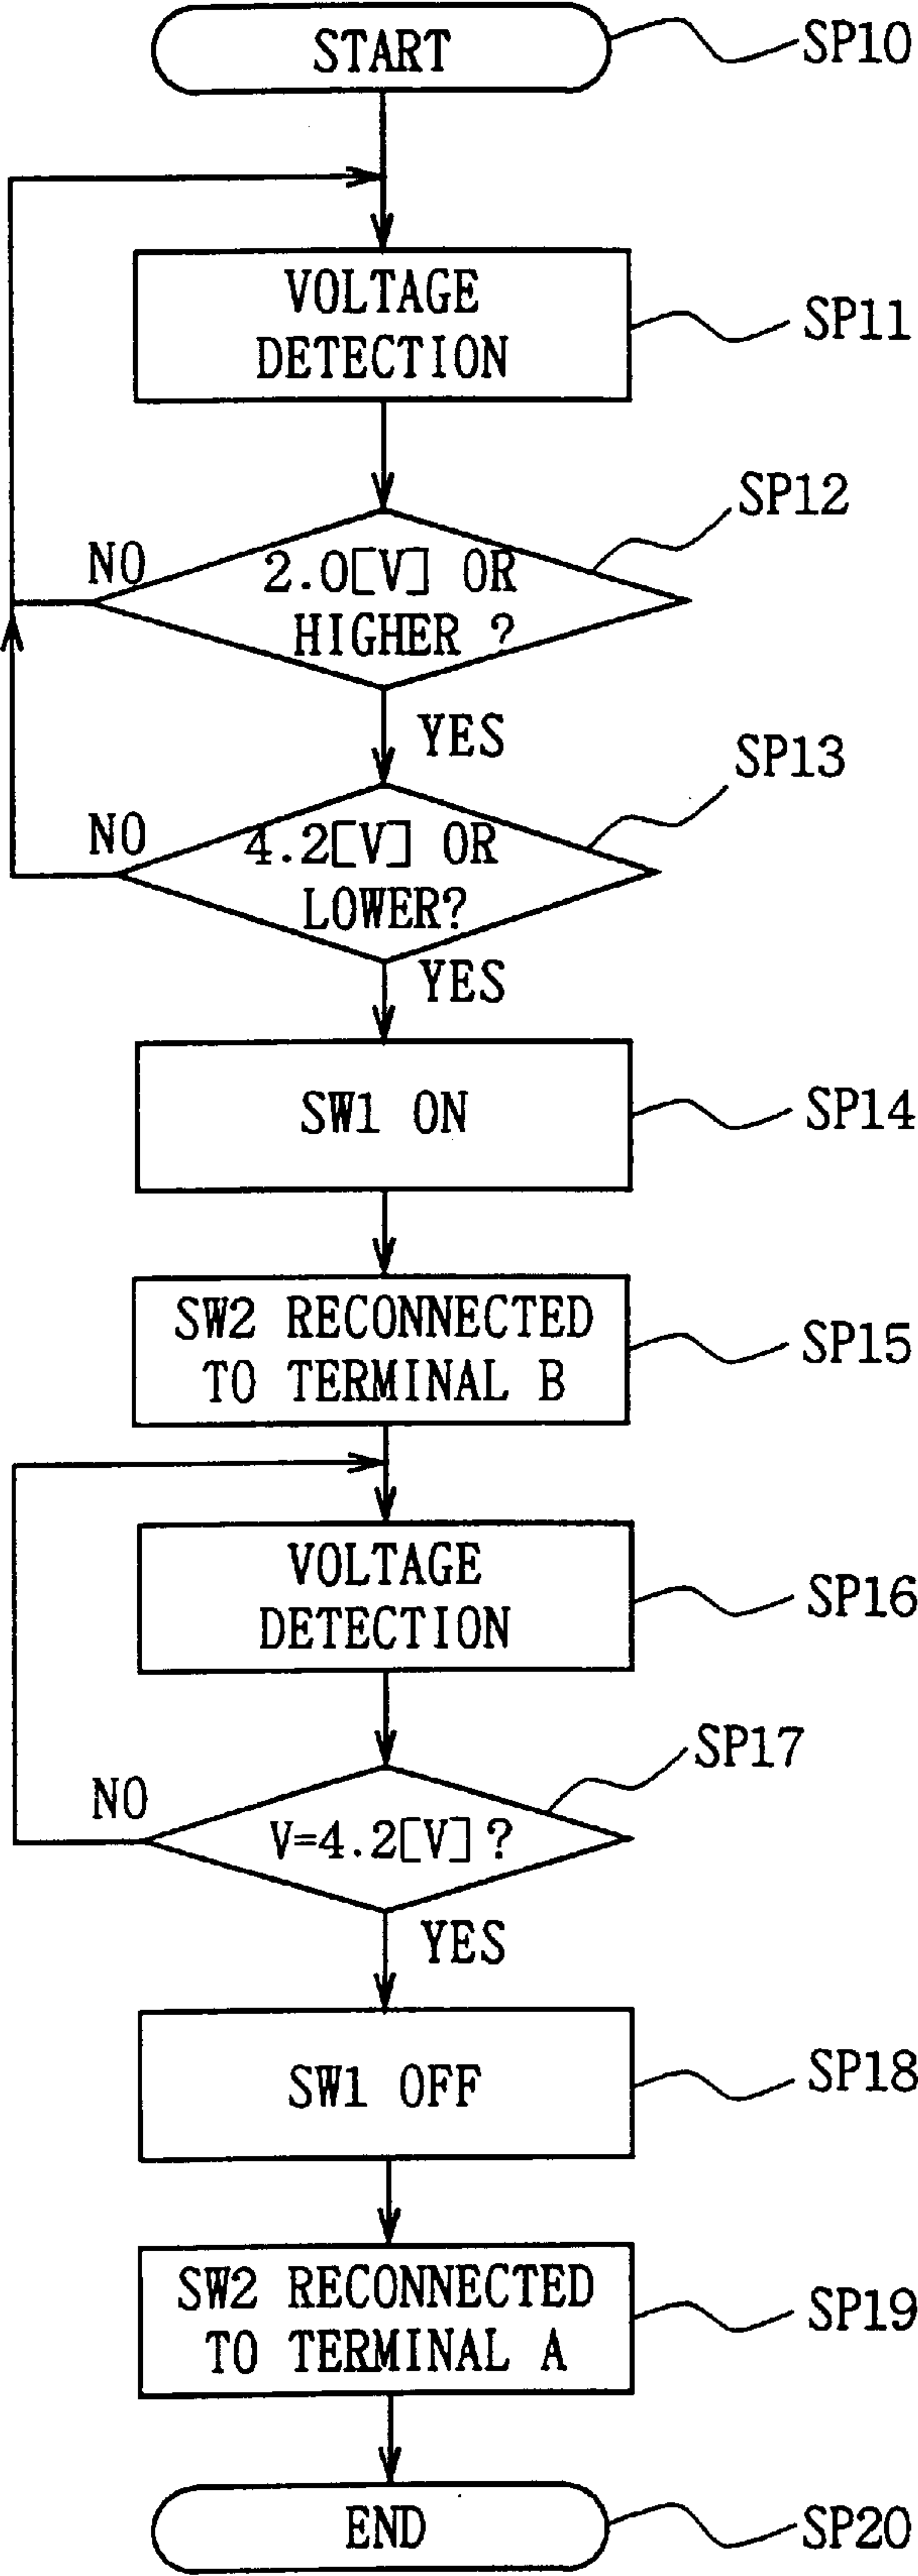 START
SP10
VOLTAGE
DETECTION
SP11
SP12
NO
2.0[V] OR
HIGHER ?
YES
SP13
NO
4.2[V] OR
LOWER?
YES
SW1 ON
SP14
SW2 RECONNECTED
TO TERMINAL B
SP15
VOLTAGE
DETECTION
SP16
SP17
NO
V=4.2[V]?
YES
SW1 OFF
SP18
SW2 RECONNECTED
TO TERMINAL A
SP19
END
SP20